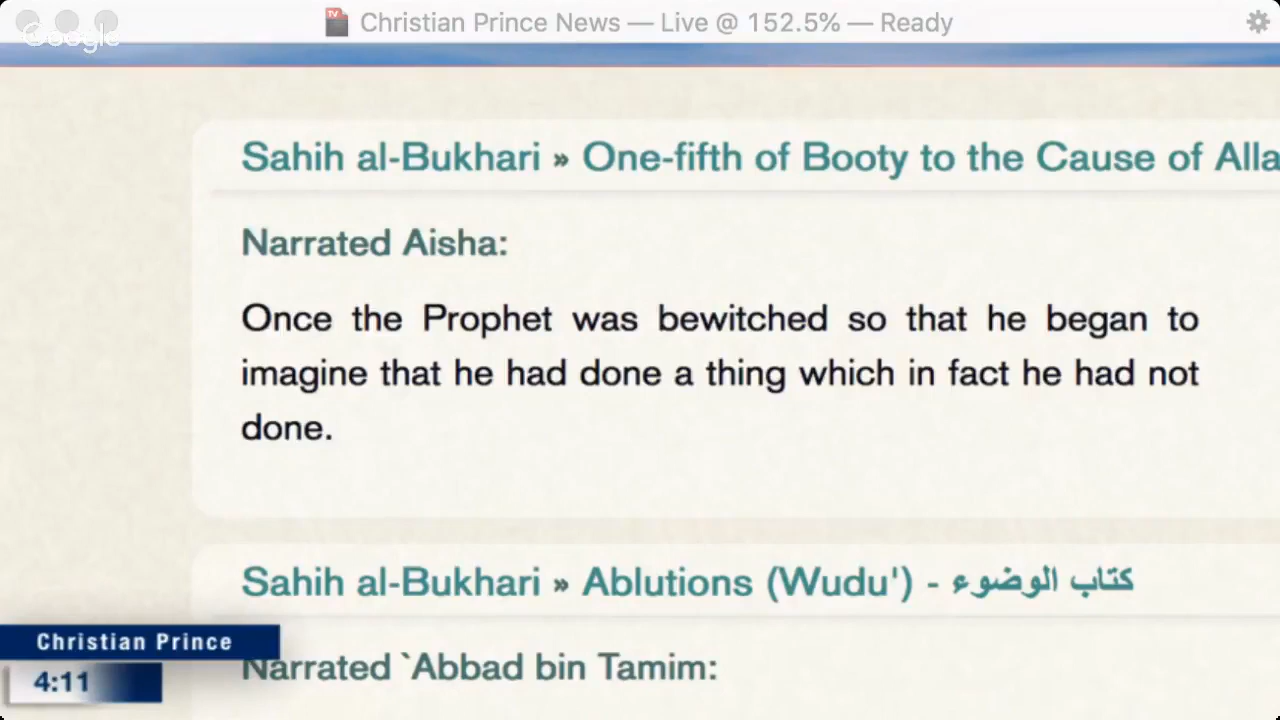 Christian Prince News — Live @ 152.5% — Ready
Google
Sahih al-Bukhari » One-fifth of Booty to the Cause of Alla
Narrated Aisha:
Once the Prophet was bewitched so that he began to
imagine that he had done a thing which in fact he had not
done.
Sahih al-Bukhari » Ablutions (Wudu') - كتاب الوضوء
Christian Prince
Narrated `Abbad bin Tamim:
4:11